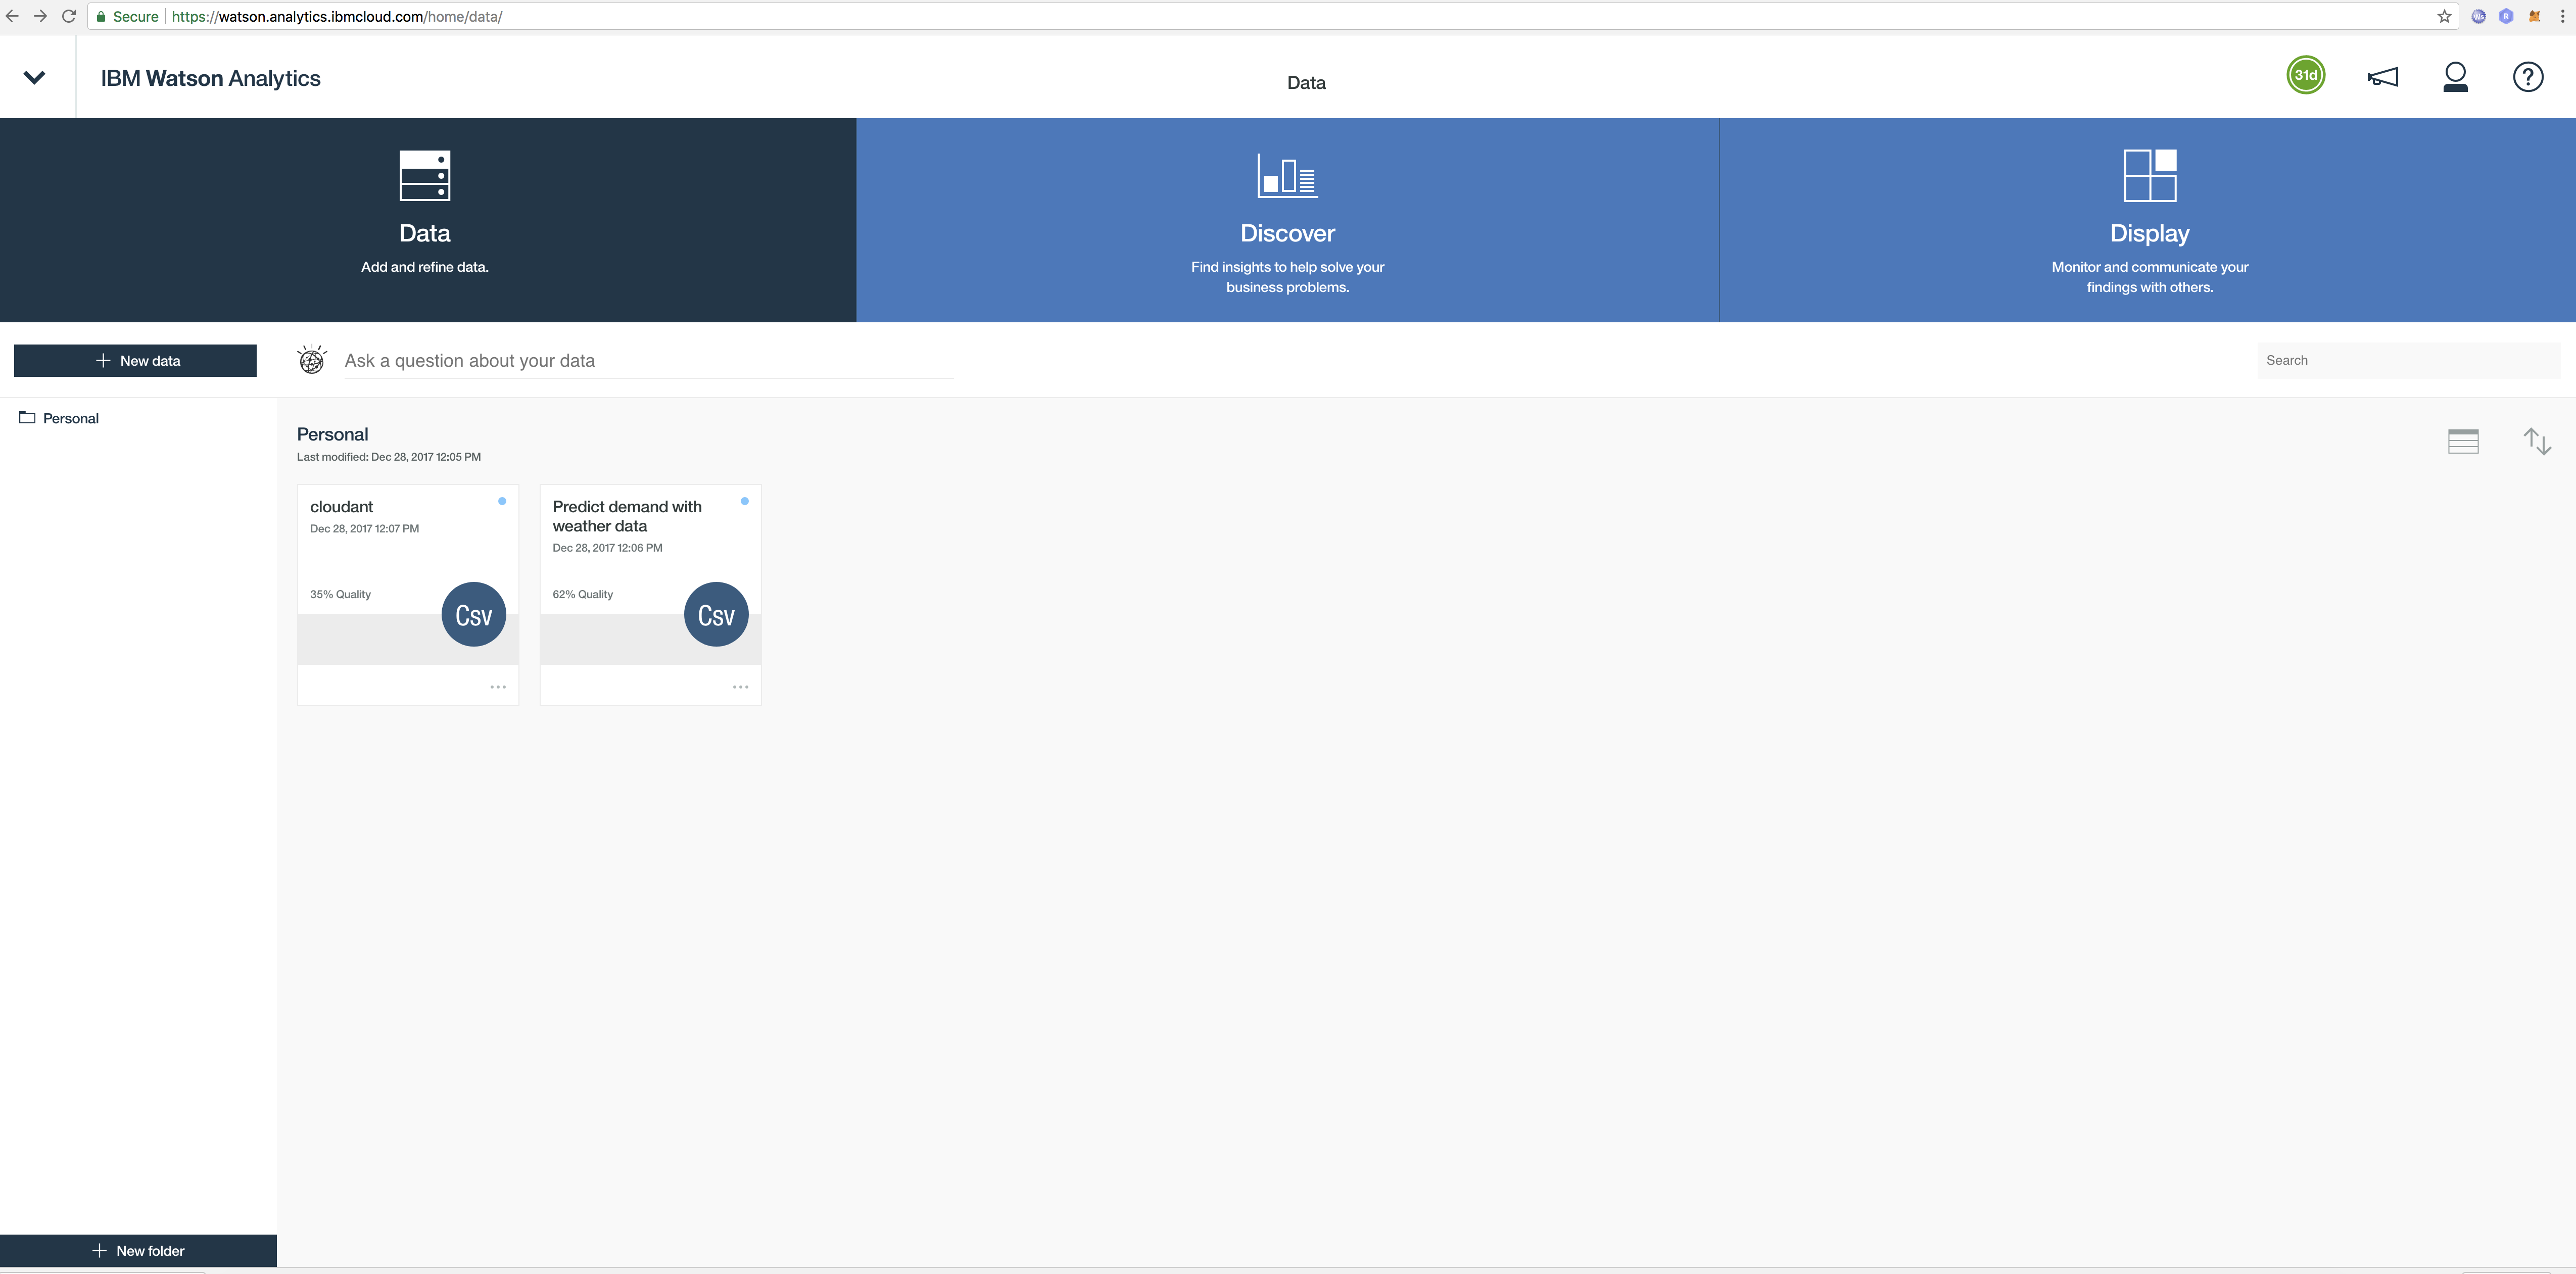 Secure https://watson.analytics.ibmcloud.com/home/data/
IBM Watson Analytics
Data
31d
?
Data
Add and refine data.
Discover
Find insights to help solve your
business problems.
Display
Monitor and communicate your
findings with others.
New data
Ask a question about your data
Search
Personal
Personal
Last modified: Dec 28, 2017 12:05 PM
cloudant
Dec 28, 2017 12:07 PM
35% Quality
Csv
Predict demand with
weather data
Dec 28, 2017 12:06 PM
62% Quality
Csv
New folder